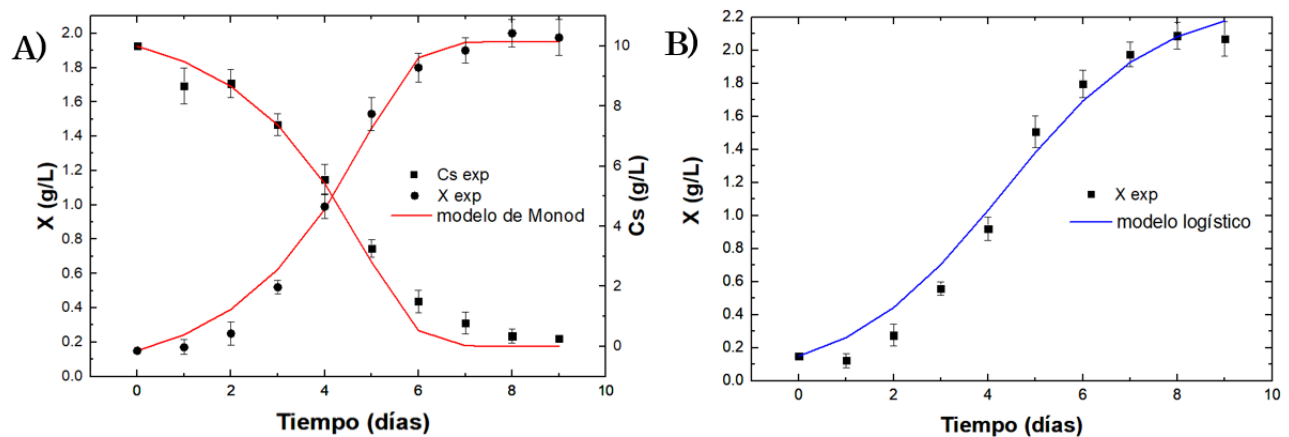 A)
2.0
1.8
1.6
1.4
1.2
1.0
0.8
0.6
0.4
0.2
0.0
X (g/L)
0 2 4 6 8 10
Tiempo (días)
10
8
6
4
2
0
Cs (g/L)
Cs exp
X exp
modelo de Monod
B)
2.2
2.0
1.8
1.6
1.4
1.2
1.0
0.8
0.6
0.4
0.2
0.0
X (g/L)
0 2 4 6 8 10
Tiempo (días)
X exp
modelo logístico